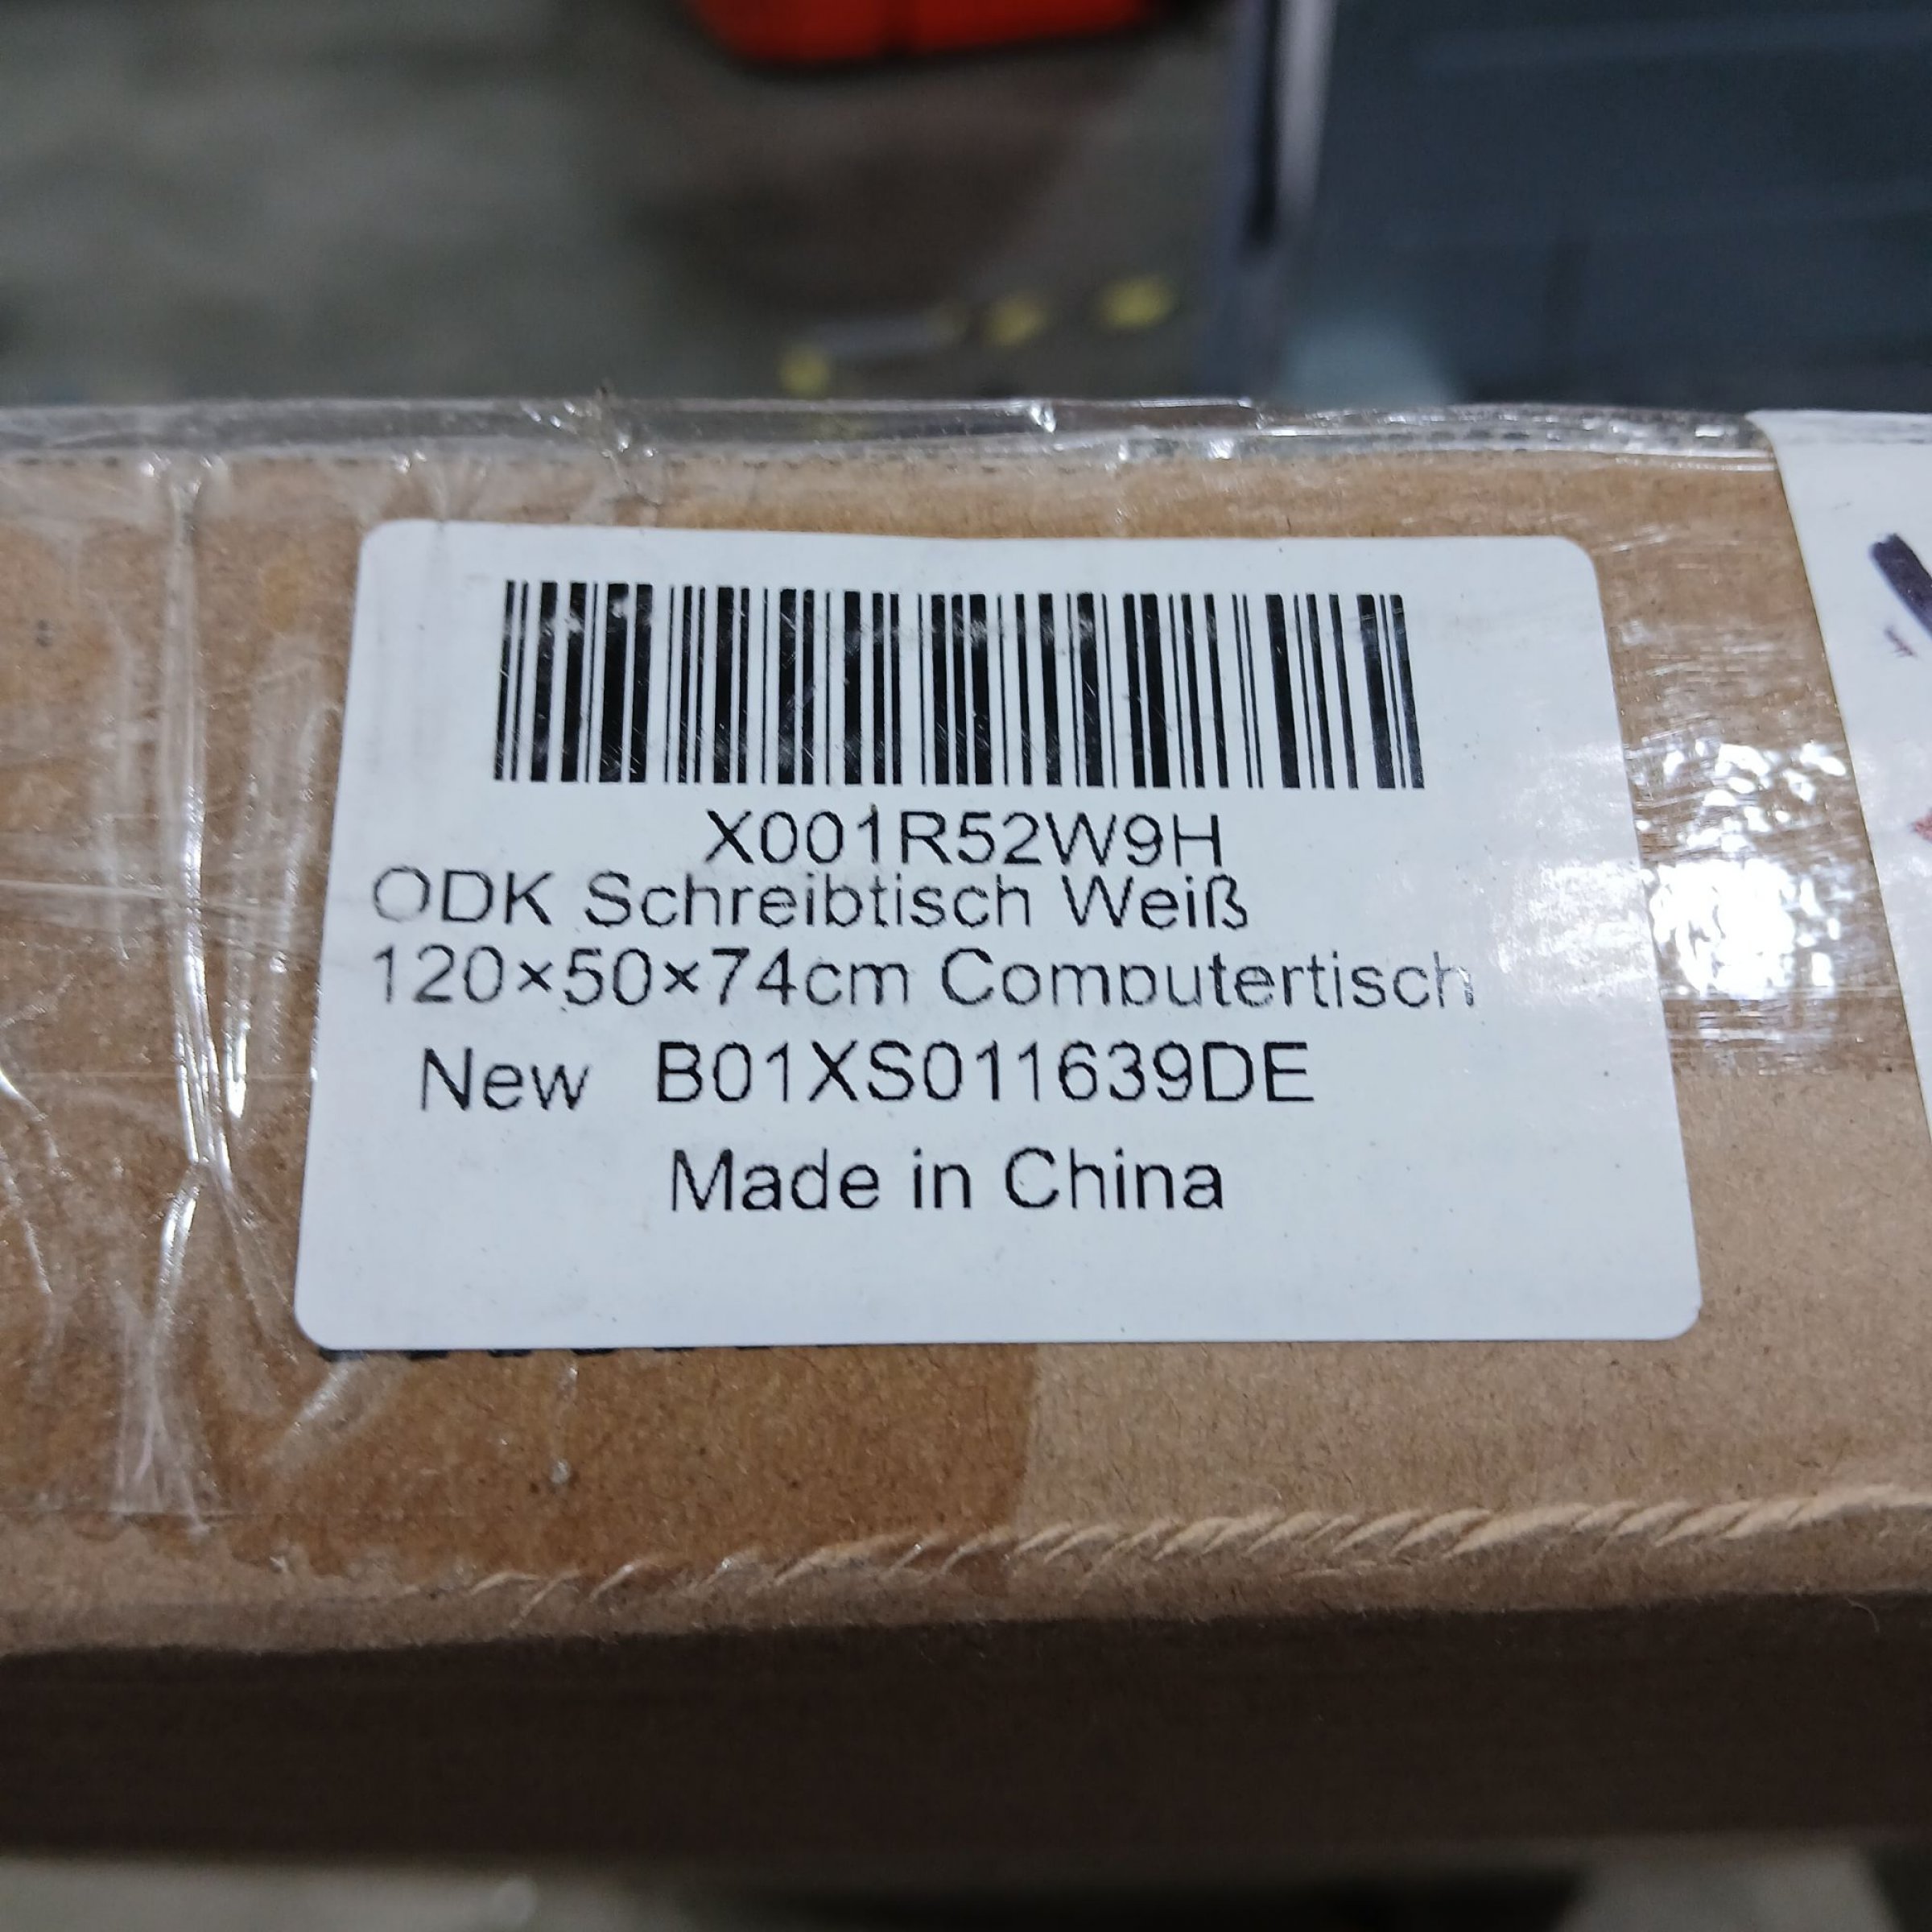 X001R52W9H
ODK Schreibtisch Weiß
120×50×74cm Computertisch
New B01XS011639DE
Made in China